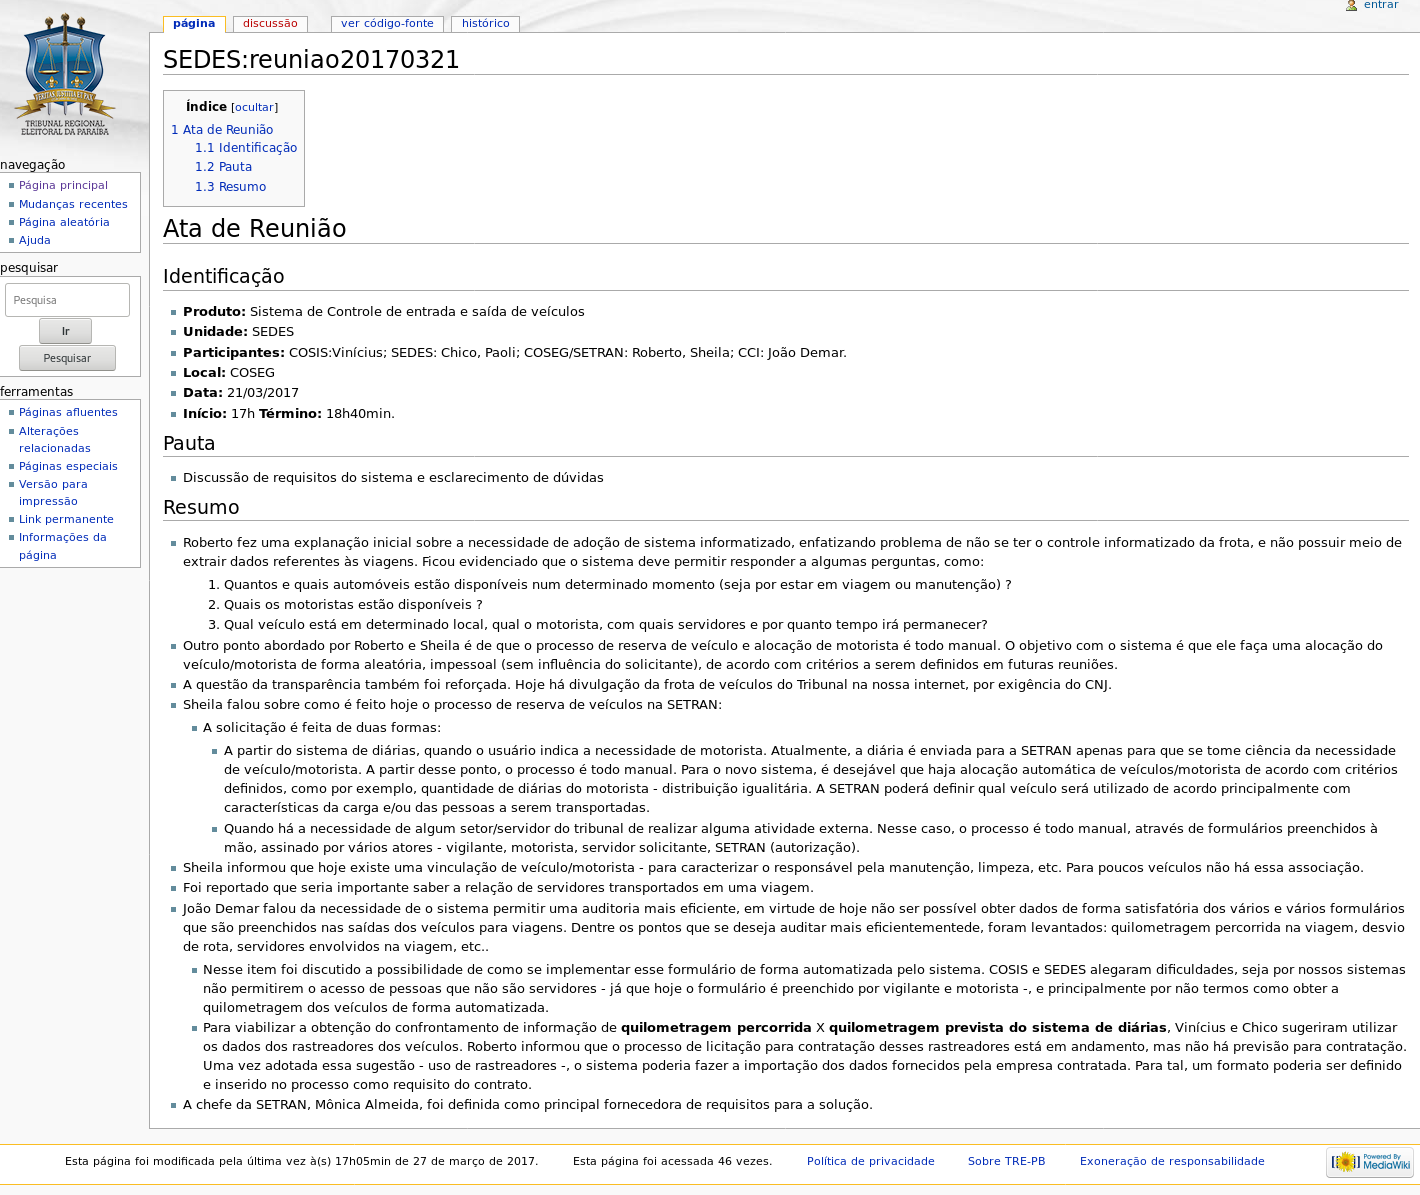 entrar
página discussão ver código-fonte histórico
VERITAS JUSTITIA ET PAX
TRIBUNAL REGIONAL
ELEITORAL DA PARAIBA
navegação
Página principal
Mudanças recentes
Página aleatória
Ajuda
pesquisar
Pesquisa
Ir
Pesquisar
ferramentas
Páginas afluentes
Alterações
relacionadas
Páginas especiais
Versão para
impressão
Link permanente
Informações da
página
SEDES:reuniao20170321
Índice [ocultar]
1 Ata de Reunião
1.1 Identificação
1.2 Pauta
1.3 Resumo
Ata de Reunião
Identificação
Produto: Sistema de Controle de entrada e saída de veículos
Unidade: SEDES
Participantes: COSIS:Vinícius; SEDES: Chico, Paoli; COSEG/SETRAN: Roberto, Sheila; CCI: João Demar.
Local: COSEG
Data: 21/03/2017
Início: 17h Término: 18h40min.
Pauta
Discussão de requisitos do sistema e esclarecimento de dúvidas
Resumo
Roberto fez uma explanação inicial sobre a necessidade de adoção de sistema informatizado, enfatizando problema de não se ter o controle informatizado da frota, e não possuir meio de
extrair dados referentes às viagens. Ficou evidenciado que o sistema deve permitir responder a algumas perguntas, como:
1. Quantos e quais automóveis estão disponíveis num determinado momento (seja por estar em viagem ou manutenção) ?
2. Quais os motoristas estão disponíveis ?
3. Qual veículo está em determinado local, qual o motorista, com quais servidores e por quanto tempo irá permanecer?
Outro ponto abordado por Roberto e Sheila é de que o processo de reserva de veículo e alocação de motorista é todo manual. O objetivo com o sistema é que ele faça uma alocação do
veículo/motorista de forma aleatória, impessoal (sem influência do solicitante), de acordo com critérios a serem definidos em futuras reuniões.
A questão da transparência também foi reforçada. Hoje há divulgação da frota de veículos do Tribunal na nossa internet, por exigência do CNJ.
Sheila falou sobre como é feito hoje o processo de reserva de veículos na SETRAN:
A solicitação é feita de duas formas:
A partir do sistema de diárias, quando o usuário indica a necessidade de motorista. Atualmente, a diária é enviada para a SETRAN apenas para que se tome ciência da necessidade
de veículo/motorista. A partir desse ponto, o processo é todo manual. Para o novo sistema, é desejável que haja alocação automática de veículos/motorista de acordo com critérios
definidos, como por exemplo, quantidade de diárias do motorista - distribuição igualitária. A SETRAN poderá definir qual veículo será utilizado de acordo principalmente com
características da carga e/ou das pessoas a serem transportadas.
Quando há a necessidade de algum setor/servidor do tribunal de realizar alguma atividade externa. Nesse caso, o processo é todo manual, através de formulários preenchidos à
mão, assinado por vários atores - vigilante, motorista, servidor solicitante, SETRAN (autorização).
Sheila informou que hoje existe uma vinculação de veículo/motorista - para caracterizar o responsável pela manutenção, limpeza, etc. Para poucos veículos não há essa associação.
Foi reportado que seria importante saber a relação de servidores transportados em uma viagem.
João Demar falou da necessidade de o sistema permitir uma auditoria mais eficiente, em virtude de hoje não ser possível obter dados de forma satisfatória dos vários e vários formulários
que são preenchidos nas saídas dos veículos para viagens. Dentre os pontos que se deseja auditar mais eficientementede, foram levantados: quilometragem percorrida na viagem, desvio
de rota, servidores envolvidos na viagem, etc..
Nesse item foi discutido a possibilidade de como se implementar esse formulário de forma automatizada pelo sistema. COSIS e SEDES alegaram dificuldades, seja por nossos sistemas
não permitirem o acesso de pessoas que não são servidores - já que hoje o formulário é preenchido por vigilante e motorista -, e principalmente por não termos como obter a
quilometragem dos veículos de forma automatizada.
Para viabilizar a obtenção do confrontamento de informação de quilometragem percorrida X quilometragem prevista do sistema de diárias, Vinícius e Chico sugeriram utilizar
os dados dos rastreadores dos veículos. Roberto informou que o processo de licitação para contratação desses rastreadores está em andamento, mas não há previsão para contratação.
Uma vez adotada essa sugestão - uso de rastreadores -, o sistema poderia fazer a importação dos dados fornecidos pela empresa contratada. Para tal, um formato poderia ser definido
e inserido no processo como requisito do contrato.
A chefe da SETRAN, Mônica Almeida, foi definida como principal fornecedora de requisitos para a solução.
Esta página foi modificada pela última vez à(s) 17h05min de 27 de março de 2017. Esta página foi acessada 46 vezes. Política de privacidade Sobre TRE-PB Exoneração de responsabilidade
Powered By
MediaWiki